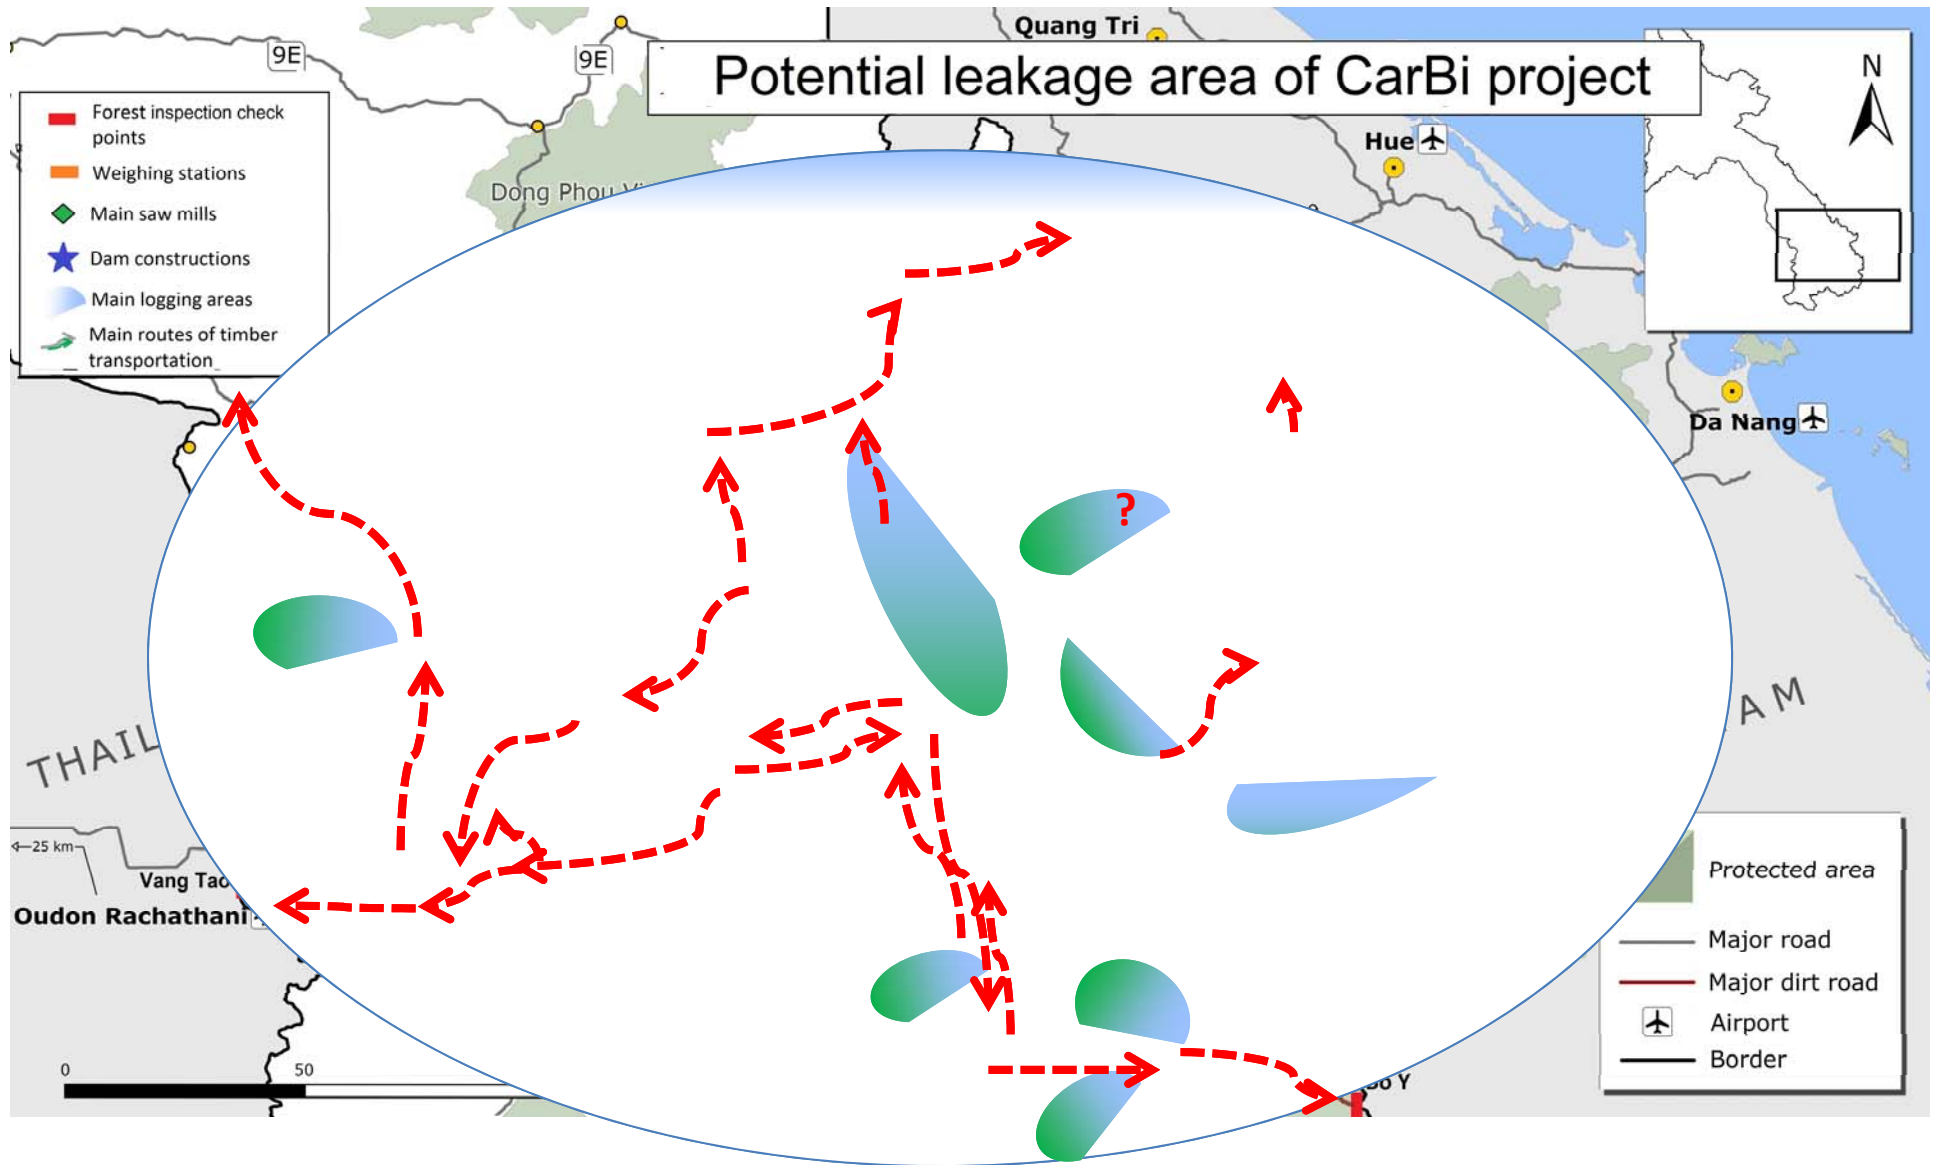 Quang Tri
9E
9E
Potential leakage area of CarBi project
N
Hue
Forest inspection check
points
Weighing stations
Main saw mills
Dam constructions
Main logging areas
Main routes of timber
transportation
Dong Phou
Da Nang
?
THAIL
AM
25 km
Vang Tao
Oudon Rachathani
Protected area
Major road
Major dirt road
Airport
Border
0
50
Y